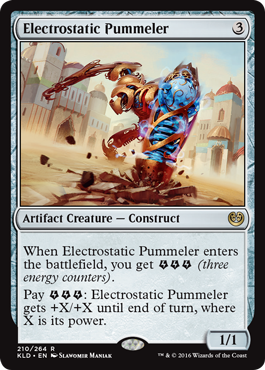 Electrostatic Pummeler 3
Artifact Creature — Construct
When Electrostatic Pummeler enters
the battlefield, you get (three
energy counters).
Pay : Electrostatic Pummeler
gets +X/+X until end of turn, where
X is its power.
1/1
210/264 R
KLD • EN Slawomir Maniak ™ & © 2016 Wizards of the Coast